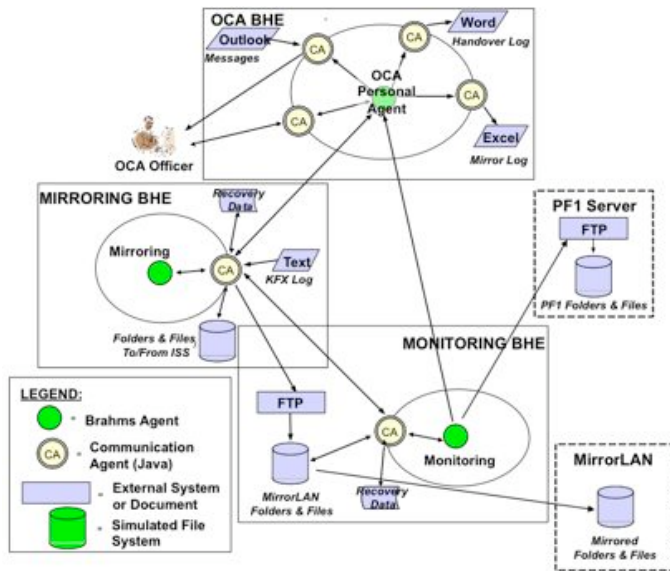 OCA BHE
Outlook
Messages
CA
CA
Word
Handover Log
OCA
Personal
Agent
CA
CA
Excel
Mirror Log
OCA Officer
MIRRORING BHE
Recovery
Data
Mirroring
CA
Text
KFX Log
Folders & Files
To/From ISS
PF1 Server
FTP
PF1 Folders & Files
MONITORING BHE
FTP
CA
Monitoring
MirrorLAN
Folders & Files
Recovery
Data
LEGEND:
= Brahms Agent
CA
= Communication
Agent (Java)
= External System
or Document
= Simulated File
System
MirrorLAN
Mirrored
Folders & Files